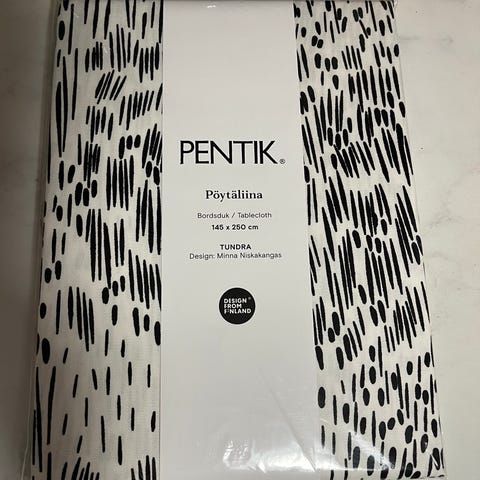 PENTIK®
Pöytäliina
Bordsduk / Tablecloth
145 x 250 cm
TUNDRA
Design: Minna Niskakangas
DESIGN
FROM
FINLAND